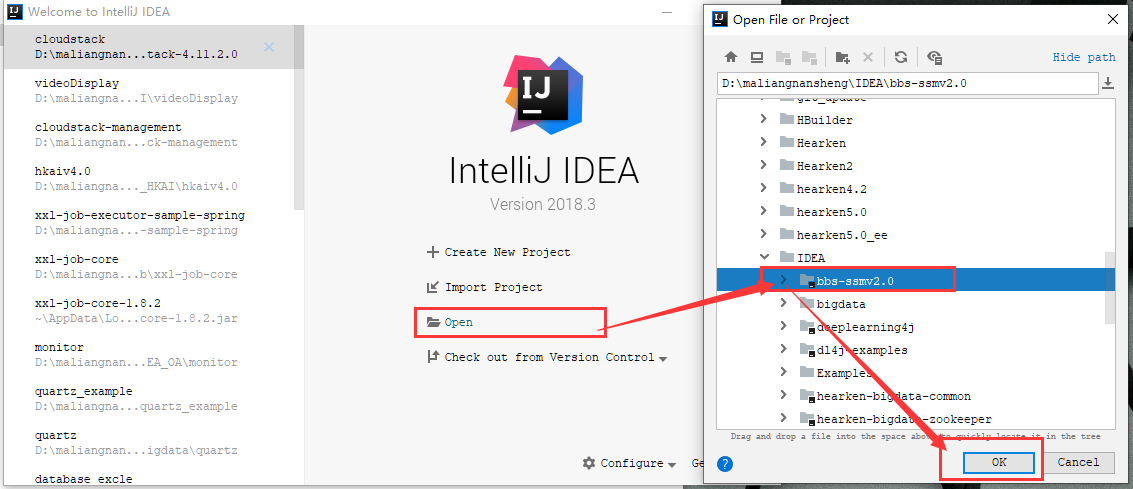 Welcome to IntelliJ IDEA
cloudstack
D:\maliangnan...tack-4.11.2.0
videoDisplay
D:\maliangna...I\videoDisplay
cloudstack-management
D:\maliangna...ck-management
hkaiv4.0
D:\maliangna..._HKAI\hkaiv4.0
xxl-job-executor-sample-spring
D:\maliangna...-sample-spring
xxl-job-core
D:\maliangna...b\xxl-job-core
xxl-job-core-1.8.2
~\AppData\Lo...core-1.8.2.jar
monitor
D:\maliangnan...EA_OA\monitor
quartz_example
D:\maliangna...quartz_example
quartz
D:\maliangnan...igdata\quartz
database excle
IJ
IntelliJ IDEA
Version 2018.3
Create New Project
Import Project
Open
Check out from Version Control
Configure
Ge
Open File or Project
Hide path
D:\maliangnansheng\IDEA\bbs-ssmv2.0
git_update
HBuilder
Hearken
Hearken2
hearken4.2
hearken5.0
hearken5.0_ee
IDEA
bbs-ssmv2.0
bigdata
deeplearning4j
dl4j-examples
Examples
hearken-bigdata-common
hearken-bigdata-zookeeper
Drag and drop a file into the space above to quickly locate it in the tree
?
OK
Cancel